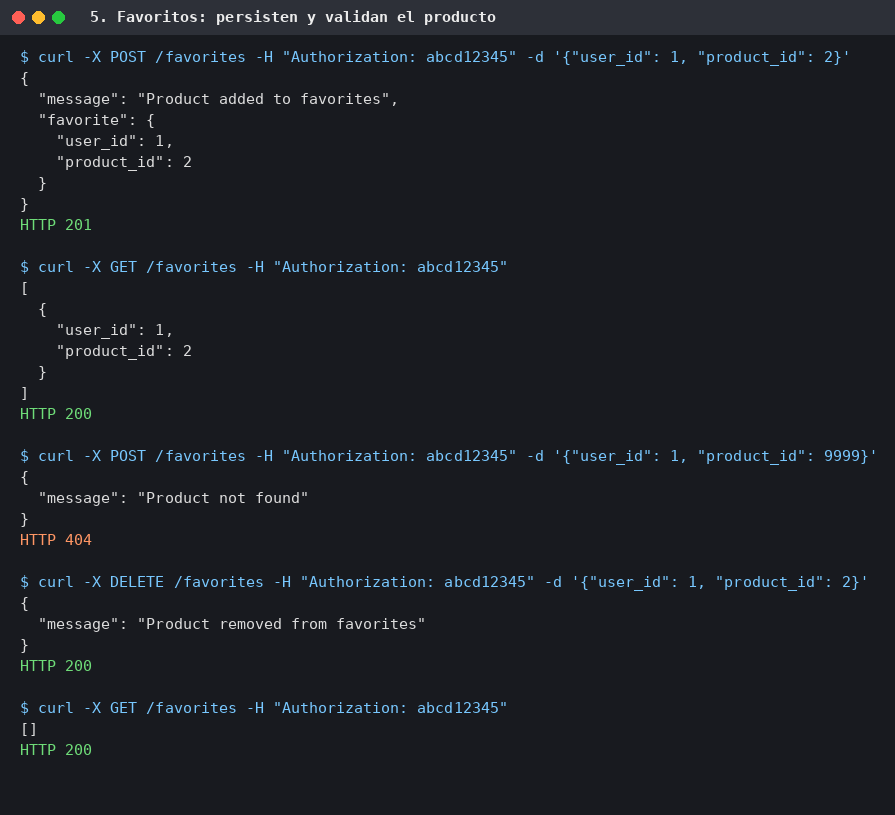 5. Favoritos: persisten y validan el producto
$ curl -X POST /favorites -H "Authorization: abcd12345" -d '{"user_id": 1, "product_id": 2}'
{
  "message": "Product added to favorites",
  "favorite": {
    "user_id": 1,
    "product_id": 2
  }
}
HTTP 201
$ curl -X GET /favorites -H "Authorization: abcd12345"
[
  {
    "user_id": 1,
    "product_id": 2
  }
]
HTTP 200
$ curl -X POST /favorites -H "Authorization: abcd12345" -d '{"user_id": 1, "product_id": 9999}'
{
  "message": "Product not found"
}
HTTP 404
$ curl -X DELETE /favorites -H "Authorization: abcd12345" -d '{"user_id": 1, "product_id": 2}'
{
  "message": "Product removed from favorites"
}
HTTP 200
$ curl -X GET /favorites -H "Authorization: abcd12345"
[]
HTTP 200